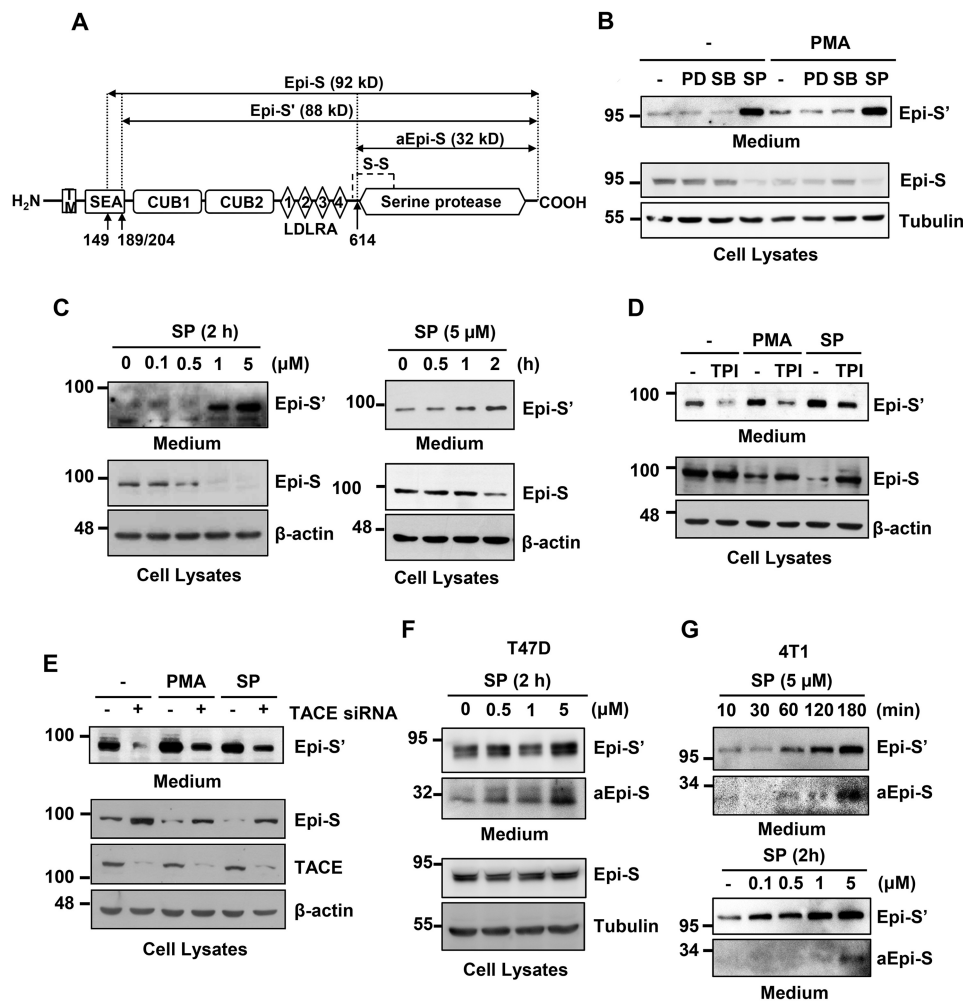 A
Epi-S (92 kD)
Epi-S' (88 kD)
aEpi-S (32 kD)
S-S
H2N TM SEA CUB1 CUB2 1 2 3 4 Serine protease COOH
LDLRA
149 189/204 614
B
- PMA
- PD SB SP - PD SB SP
95 Epi-S’
Medium
95 Epi-S
55 Tubulin
Cell Lysates
C
SP (2 h)
0 0.1 0.5 1 5 (µM)
100 Epi-S’
Medium
100 Epi-S
48 β-actin
Cell Lysates
SP (5 µM)
0 0.5 1 2 (h)
100 Epi-S’
Medium
100 Epi-S
48 β-actin
Cell Lysates
D
- PMA SP
- TPI - TPI - TPI
100 Epi-S’
Medium
100 Epi-S
48 β-actin
Cell Lysates
E
- PMA SP
- + - + - + TACE siRNA
100 Epi-S’
Medium
100 Epi-S
100 TACE
48 β-actin
Cell Lysates
F
T47D
SP (2 h)
0 0.5 1 5 (µM)
95 Epi-S’
32 aEpi-S
Medium
95 Epi-S
55 Tubulin
Cell Lysates
G
4T1
SP (5 µM)
10 30 60 120 180 (min)
95 Epi-S’
34 aEpi-S
Medium
SP (2h)
- 0.1 0.5 1 5 (µM)
95 Epi-S’
34 aEpi-S
Medium